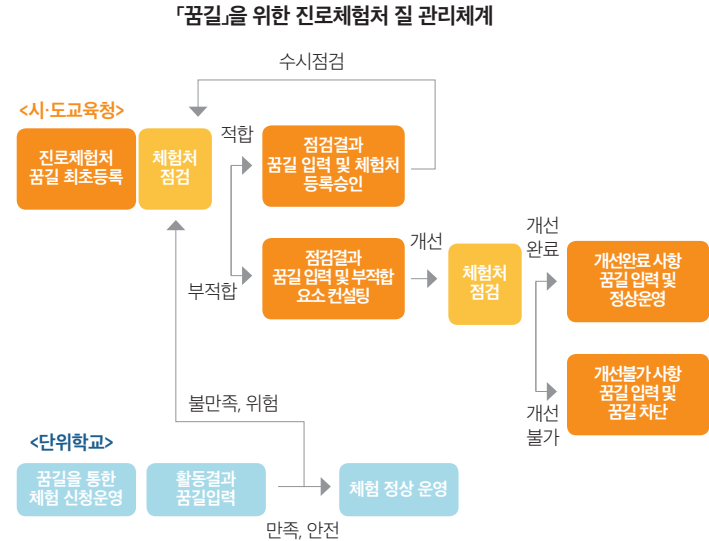 「꿈길」을 위한 진로체험처 질 관리체계
수시점검
<시·도교육청>
진로체험처
꿈길 최초등록
체험처
점검
적합
점검결과
꿈길 입력 및 체험처
등록승인
부적합
점검결과
꿈길 입력 및 부적합
요소 컨설팅
개선
체험처
점검
개선
완료
개선완료 사항
꿈길 입력 및
정상운영
개선
불가
개선불가 사항
꿈길 입력 및
꿈길 차단
불만족, 위험
<단위학교>
꿈길을 통한
체험 신청운영
활동결과
꿈길입력
체험 정상 운영
만족, 안전